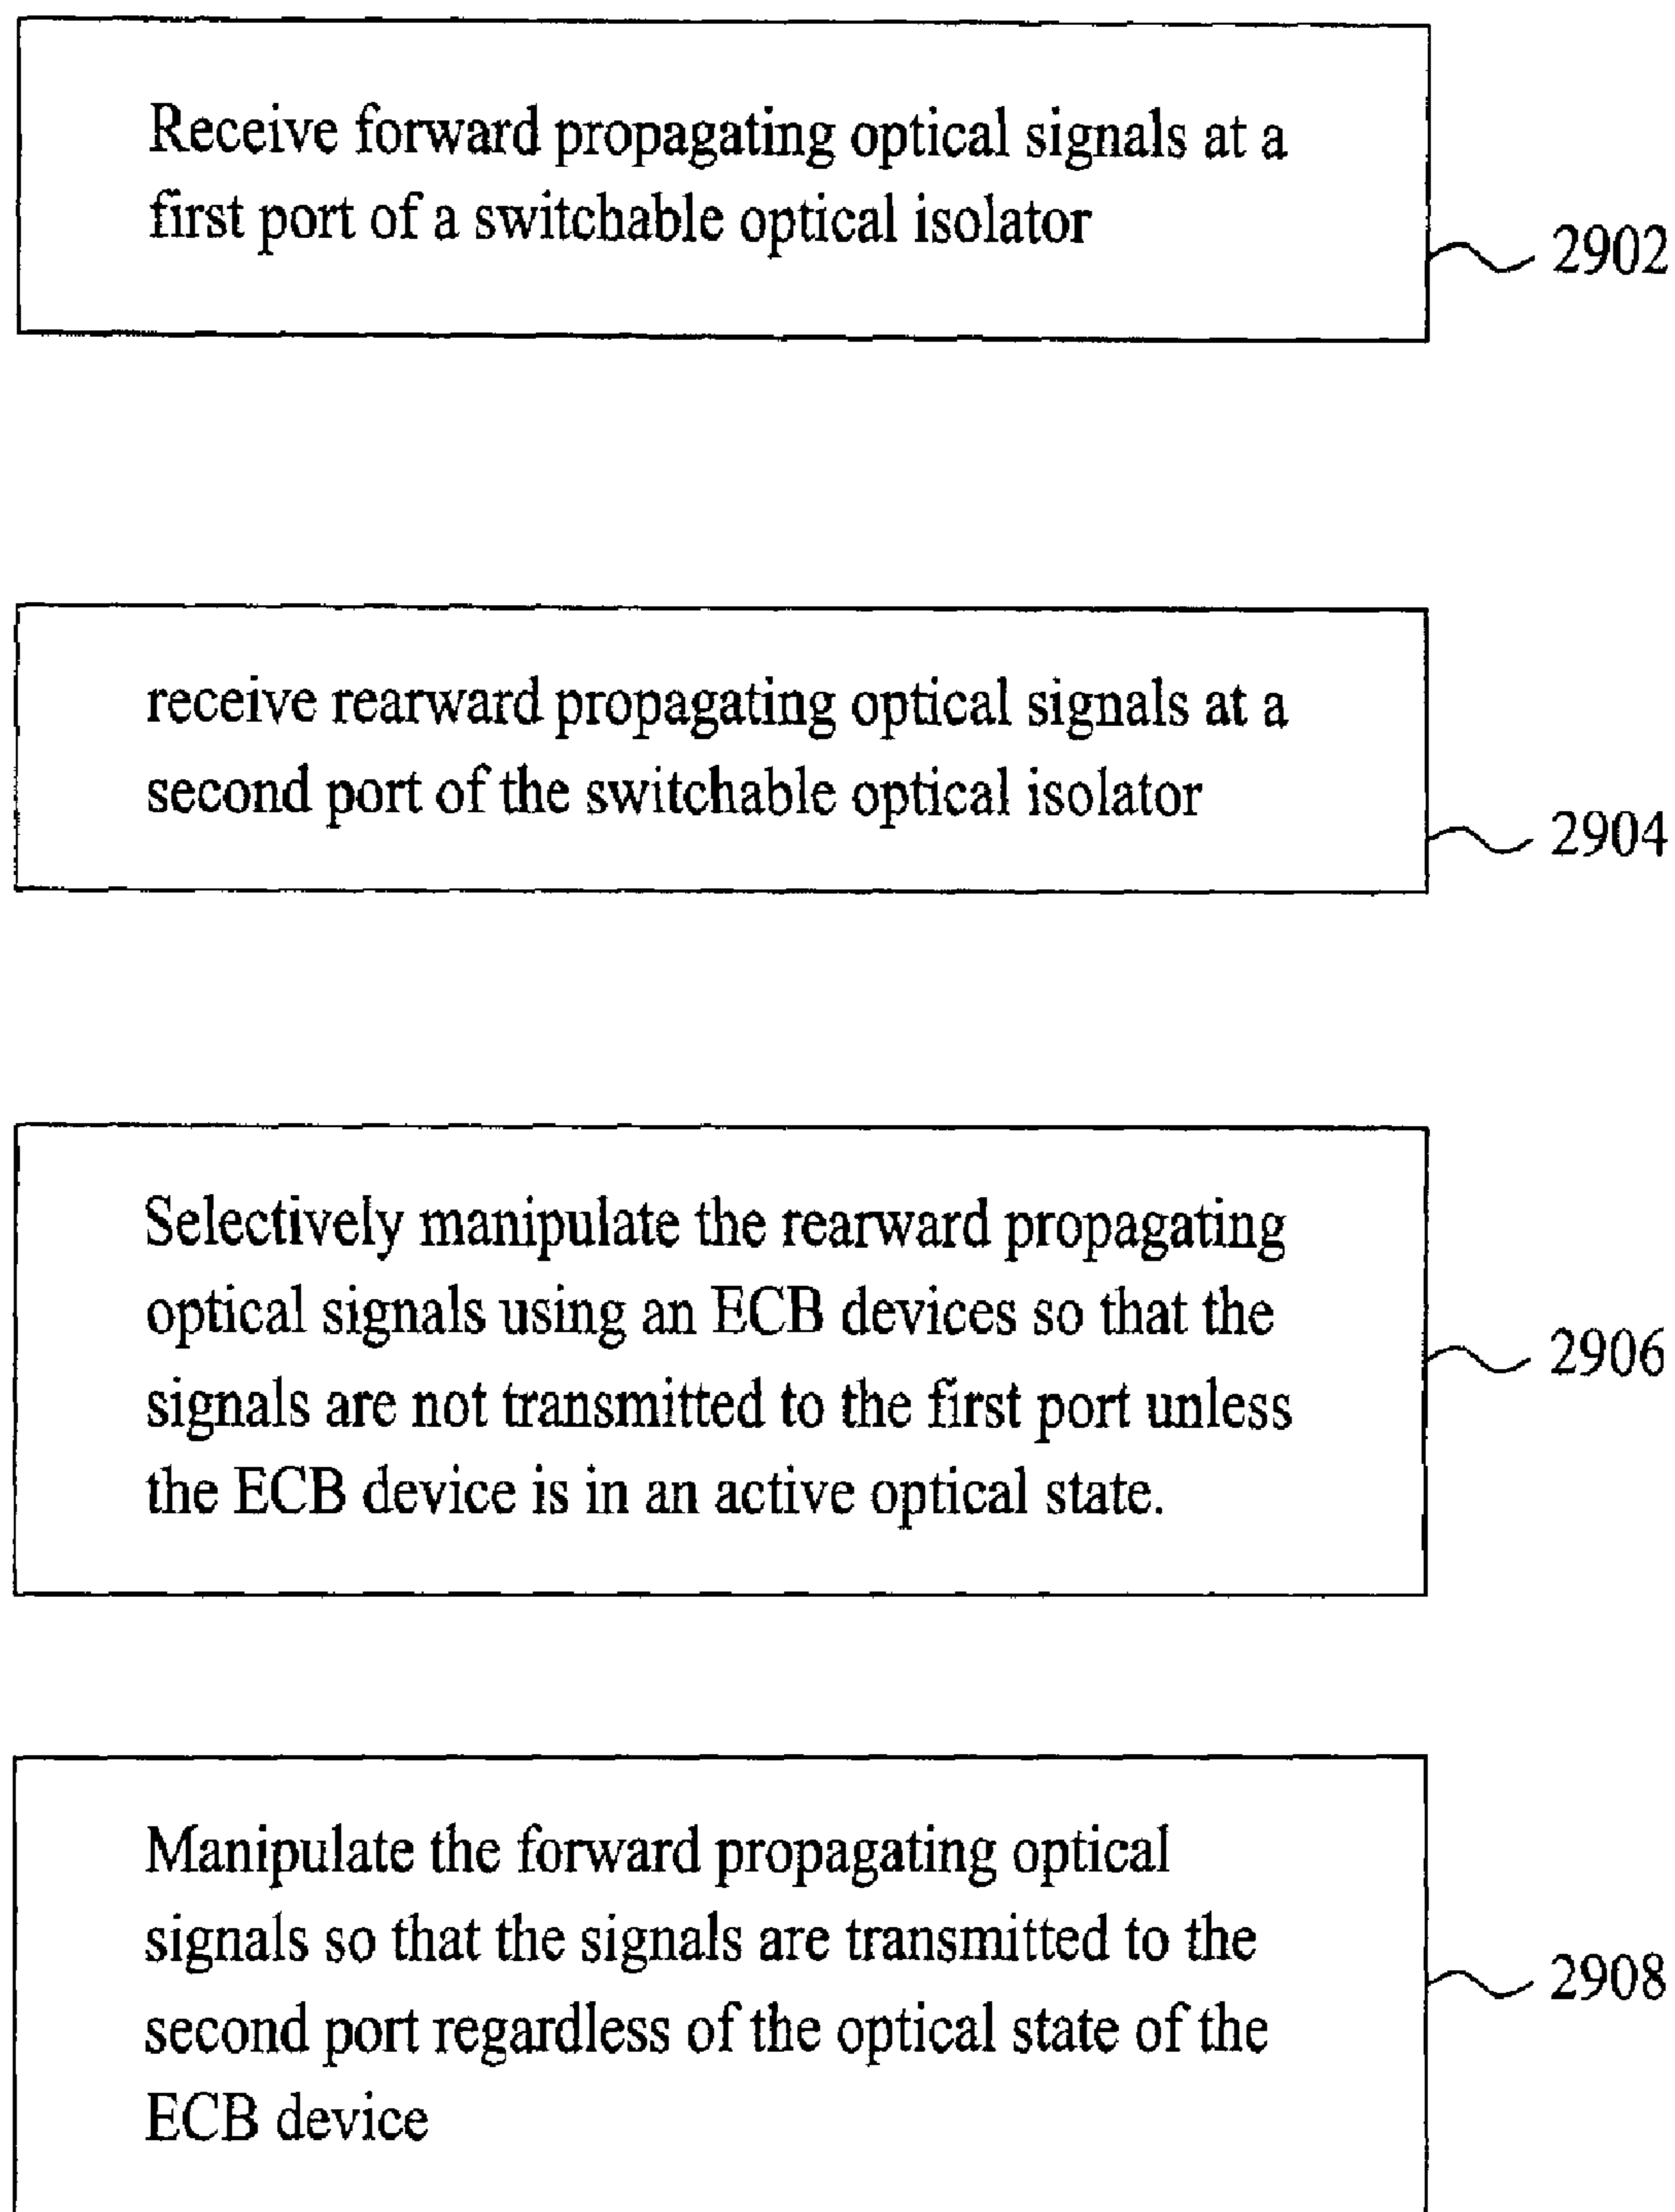 Receive forward propagating optical signals at a
first port of a switchable optical isolator
2902
receive rearward propagating optical signals at a
second port of the switchable optical isolator
2904
Selectively manipulate the rearward propagating
optical signals using an ECB devices so that the
signals are not transmitted to the first port unless
the ECB device is in an active optical state.
2906
Manipulate the forward propagating optical
signals so that the signals are transmitted to the
second port regardless of the optical state of the
ECB device
2908